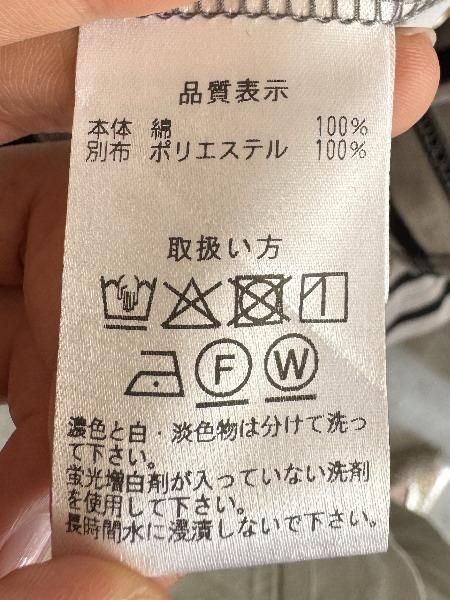 品質表示
本体 綿 100%
別布 ポリエステル 100%
取扱い方
F W
濃色と白・淡色物は分けて洗っ
て下さい。
蛍光増白剤が入っていない洗剤
を使用して下さい。
長時間水に浸漬しないで下さい。